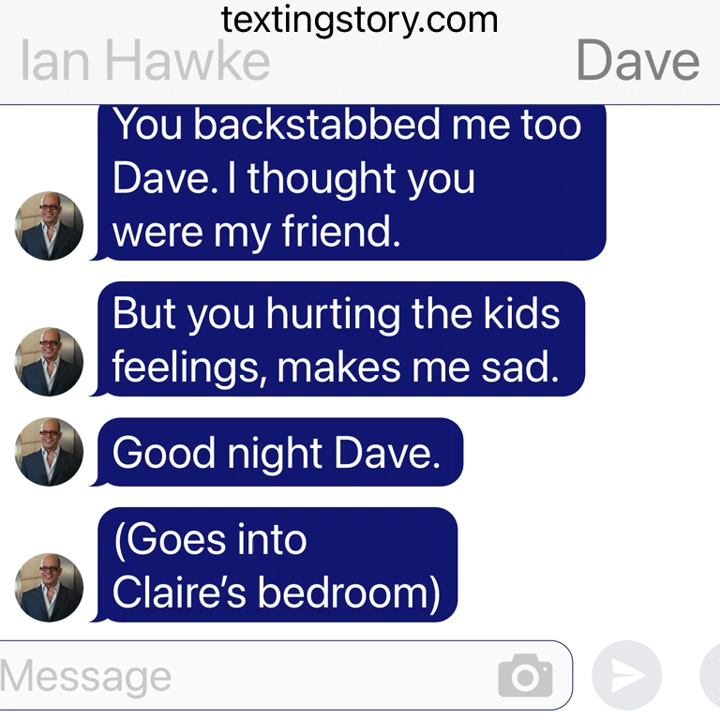 textingstory.com
Ian Hawke
Dave
You backstabbed me too
Dave. I thought you
were my friend.
But you hurting the kids
feelings, makes me sad.
Good night Dave.
(Goes into
Claire's bedroom)
Message